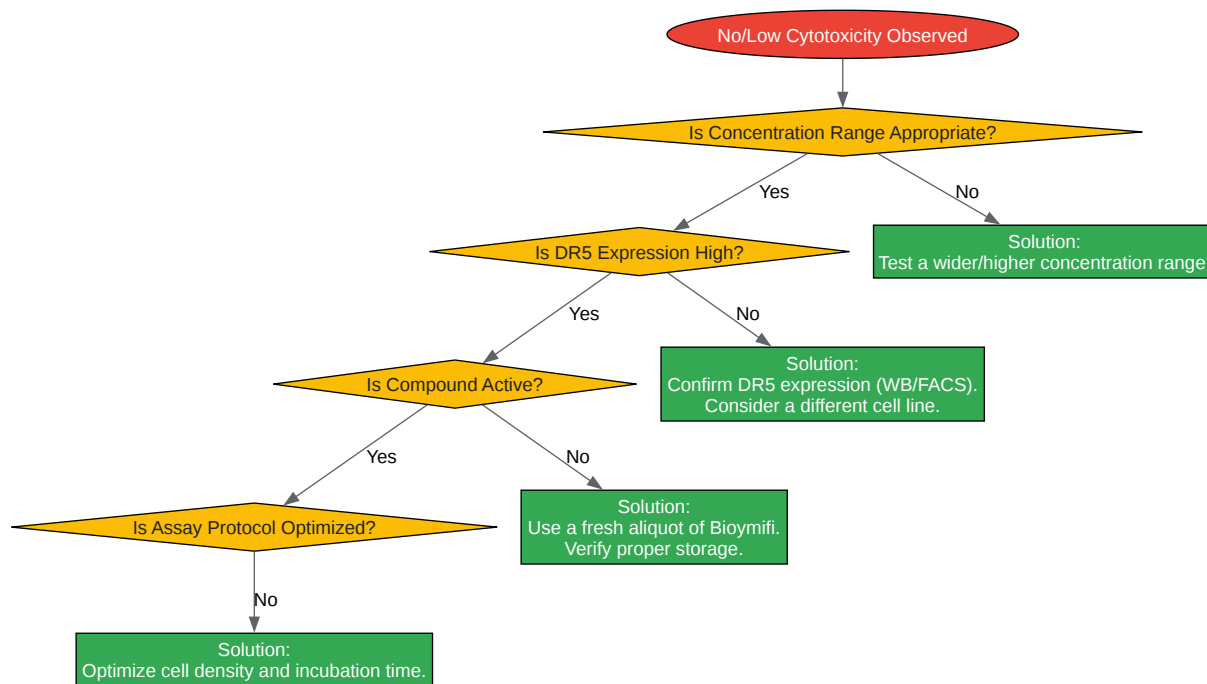 No/Low Cytotoxicity Observed
Is Concentration Range Appropriate?
Yes
No
Is DR5 Expression High?
Solution:
Test a wider/higher concentration range
Yes
No
Is Compound Active?
Solution:
Confirm DR5 expression (WB/FACS).
Consider a different cell line.
Yes
No
Is Assay Protocol Optimized?
Solution:
Use a fresh aliquot of Bioymifi.
Verify proper storage.
No
Solution:
Optimize cell density and incubation time.